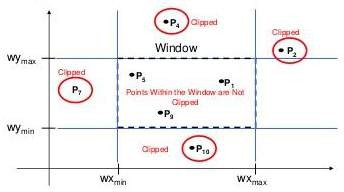 P4 Clipped
Window
Clipped
P2
wymax
Clipped
P5
P1
P7
Points Within the Window are Not
Clipped
P9
wymin
Clipped
P10
wxmin
wxmax